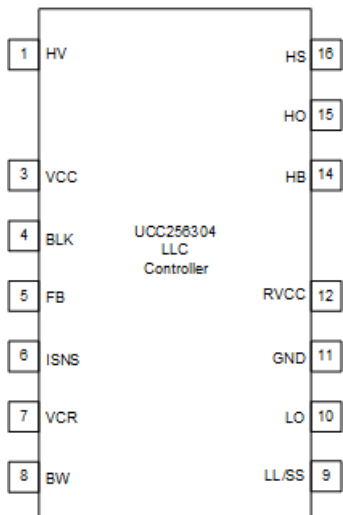 1 HV
HS 16
HO 15
3 VCC
HB 14
4 BLK
UCC256304
LLC
Controller
5 FB
RVCC 12
6 ISNS
GND 11
7 VCR
LO 10
8 BW
LL/SS 9